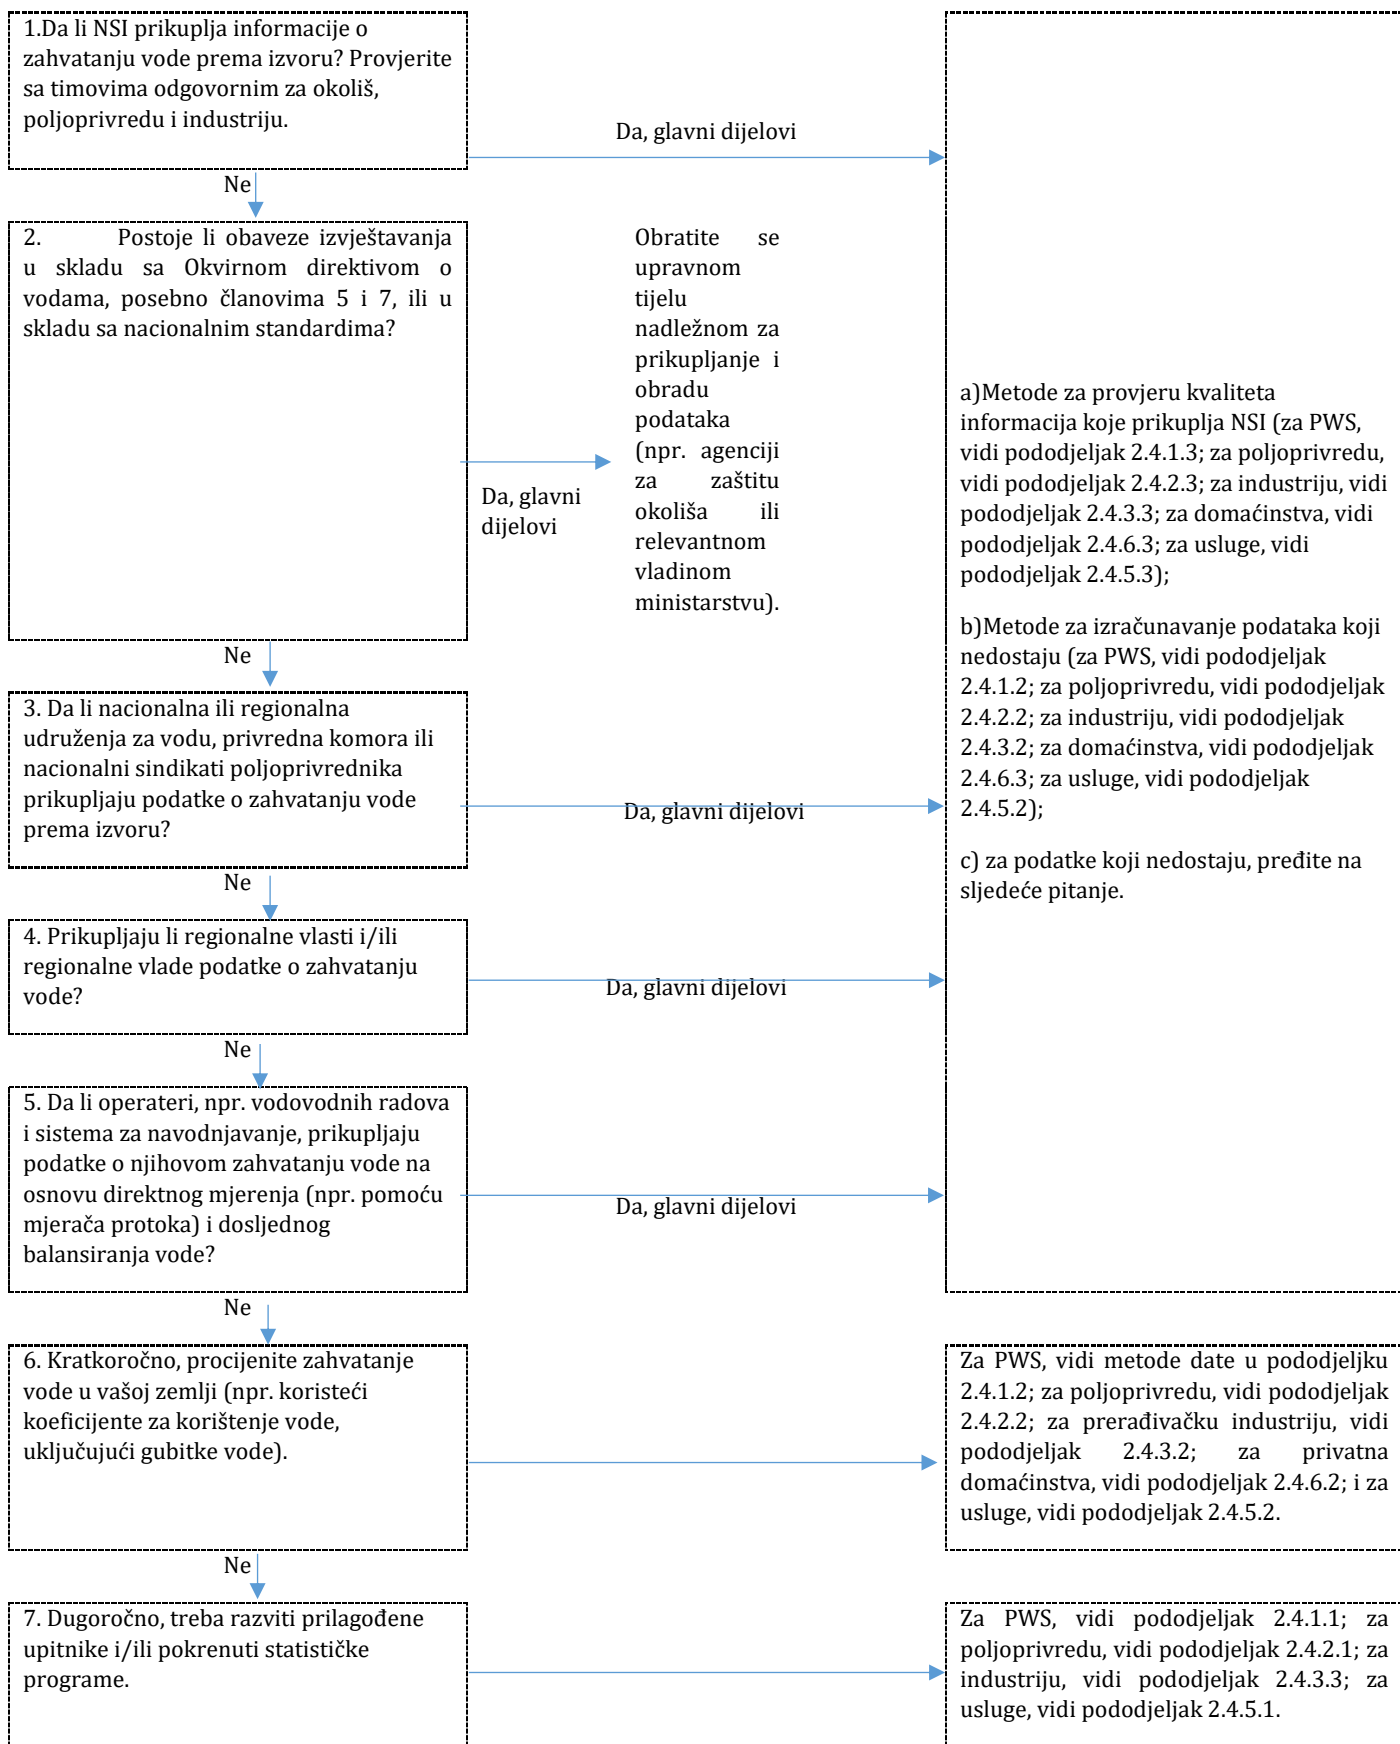 1.Da li NSI prikuplja informacije o
zahvatanju vode prema izvoru? Provjerite
sa timovima odgovornim za okoliš,
poljoprivredu i industriju.
Da, glavni dijelovi
Ne
2. Postoje li obaveze izvještavanja
u skladu sa Okvirnom direktivom o
vodama, posebno članovima 5 i 7, ili u
skladu sa nacionalnim standardima?
Da, glavni
dijelovi
Obratite se
upravnom
tijelu
nadležnom za
prikupljanje i
obradu
podataka
(npr. agenciji
za zaštitu
okoliša ili
relevantnom
vladinom
ministarstvu).
Ne
3. Da li nacionalna ili regionalna
udruženja za vodu, privredna komora ili
nacionalni sindikati poljoprivrednika
prikupljaju podatke o zahvatanju vode
prema izvoru?
Da, glavni dijelovi
Ne
4. Prikupljaju li regionalne vlasti i/ili
regionalne vlade podatke o zahvatanju
vode?
Da, glavni dijelovi
Ne
5. Da li operateri, npr. vodovodnih radova
i sistema za navodnjavanje, prikupljaju
podatke o njihovom zahvatanju vode na
osnovu direktnog mjerenja (npr. pomoću
mjerača protoka) i dosljednog
balansiranja vode?
Da, glavni dijelovi
a)Metode za provjeru kvaliteta
informacija koje prikuplja NSI (za PWS,
vidi pododjeljak 2.4.1.3; za poljoprivredu,
vidi pododjeljak 2.4.2.3; za industriju, vidi
pododjeljak 2.4.3.3; za domaćinstva, vidi
pododjeljak 2.4.6.3; za usluge, vidi
pododjeljak 2.4.5.3);
b)Metode za izračunavanje podataka koji
nedostaju (za PWS, vidi pododjeljak
2.4.1.2; za poljoprivredu, vidi pododjeljak
2.4.2.2; za industriju, vidi pododjeljak
2.4.3.2; za domaćinstva, vidi pododjeljak
2.4.6.3; za usluge, vidi pododjeljak
2.4.5.2);
c) za podatke koji nedostaju, pređite na
sljedeće pitanje.
Ne
6. Kratkoročno, procijenite zahvatanje
vode u vašoj zemlji (npr. koristeći
koeficijente za korištenje vode,
uključujući gubitke vode).
Za PWS, vidi metode date u pododjeljku
2.4.1.2; za poljoprivredu, vidi pododjeljak
2.4.2.2; za prerađivačku industriju, vidi
pododjeljak 2.4.3.2; za privatna
domaćinstva, vidi pododjeljak 2.4.6.2; i za
usluge, vidi pododjeljak 2.4.5.2.
Ne
7. Dugoročno, treba razviti prilagođene
upitnike i/ili pokrenuti statističke
programe.
Za PWS, vidi pododjeljak 2.4.1.1; za
poljoprivredu, vidi pododjeljak 2.4.2.1; za
industriju, vidi pododjeljak 2.4.3.3; za
usluge, vidi pododjeljak 2.4.5.1.